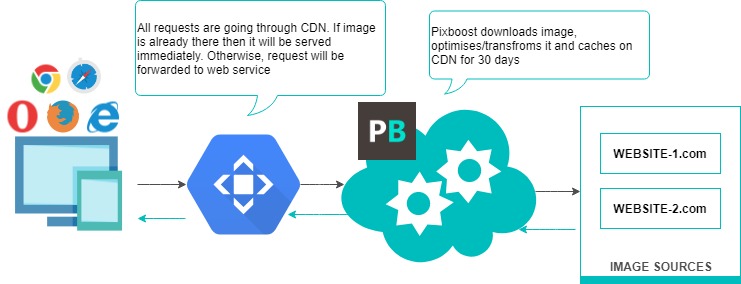 All requests are going through CDN. If image
is already there then it will be served
immediately. Otherwise, request will be
forwarded to web service
Pixboost downloads image,
optimises/transfroms it and caches on
CDN for 30 days
PB
WEBSITE-1.com
WEBSITE-2.com
IMAGE SOURCES